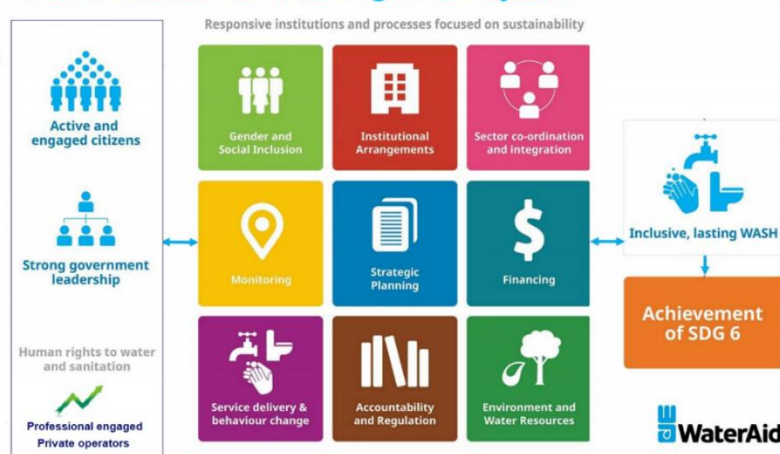 Responsive institutions and processes focused on sustainability
Active and
engaged citizens
Strong government
leadership
Human rights to water
and sanitation
Professional engaged
Private operators
Gender and
Social Inclusion
Institutional
Arrangements
Sector co-ordination
and integration
Monitoring
Strategic
Planning
Financing
Service delivery &
behaviour change
Accountability
and Regulation
Environment and
Water Resources
Inclusive, lasting WASH
Achievement
of SDG 6
WaterAid